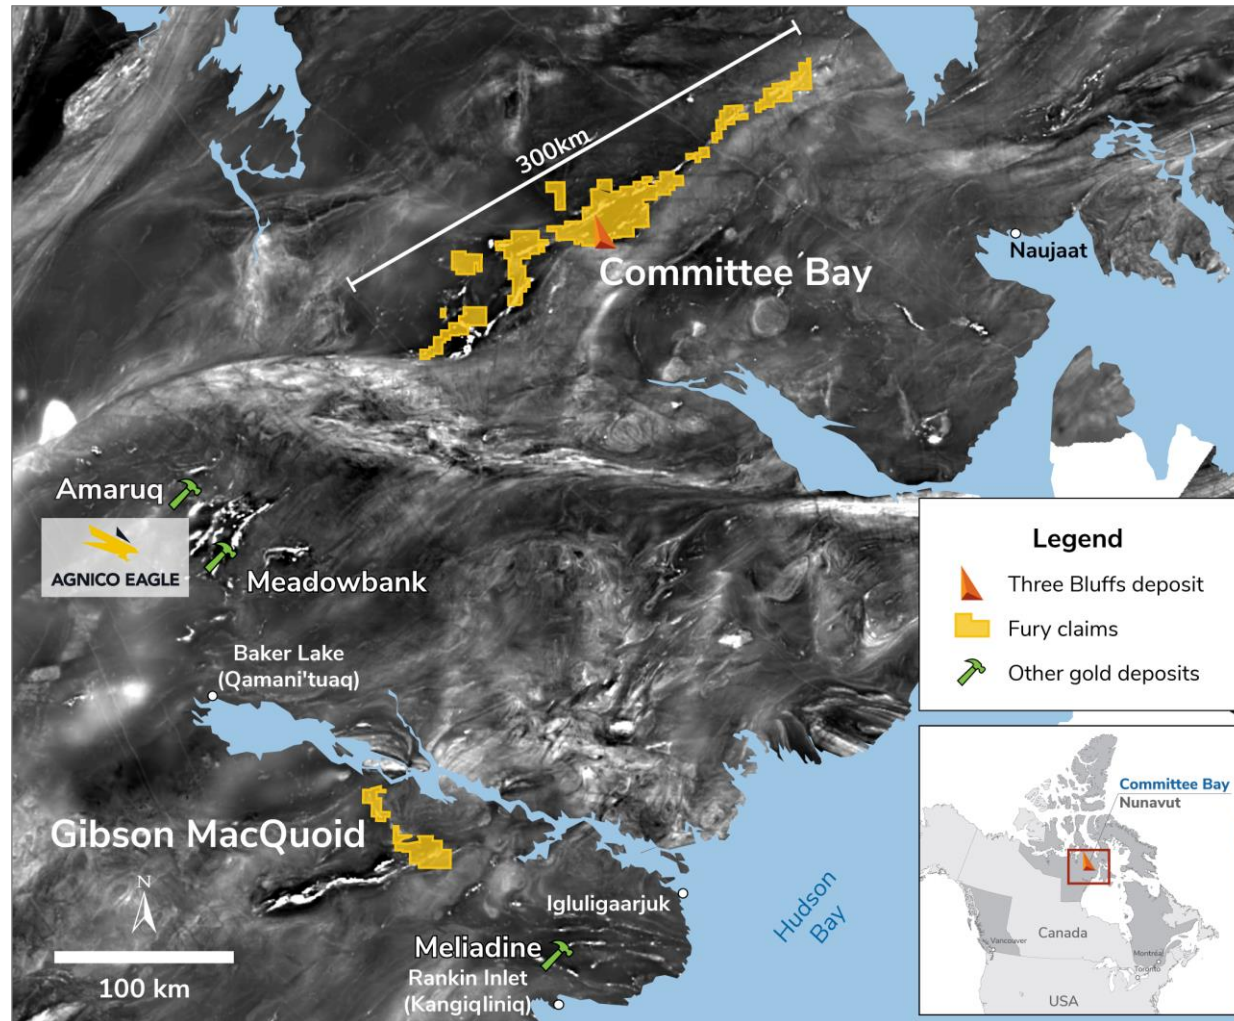 300km
Naujaat
Committee Bay
Amaruq
AGNICO EAGLE
Meadowbank
Baker Lake
(Qamani'tuaq)
Gibson MacQuoid
N
100 km
Igluligaarjuk
Meliadine
Rankin Inlet
(Kangiqliniq)
Hudson
Bay
Legend
Three Bluffs deposit
Fury claims
Other gold deposits
Committee Bay
Nunavut
Canada
Vancouver
Montréal
Toronto
USA